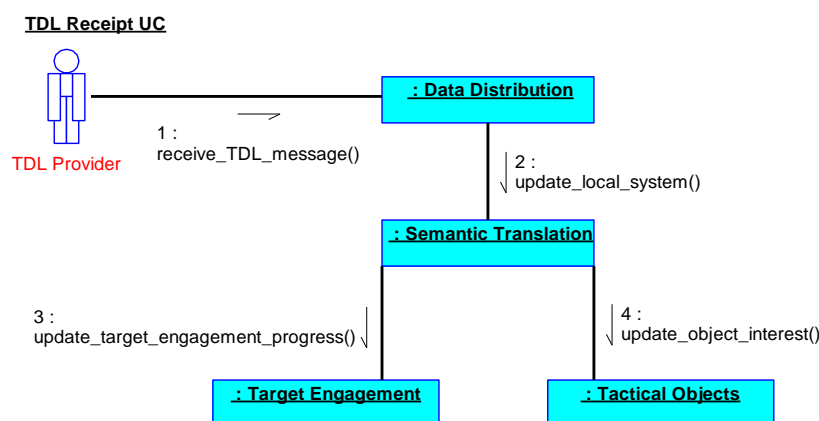 TDL Receipt UC
: Data Distribution
1 :
receive_TDL_message()
TDL Provider
2 :
update_local_system()
: Semantic Translation
3 :
update_target_engagement_progress()
4 :
update_object_interest()
: Target Engagement
: Tactical Objects